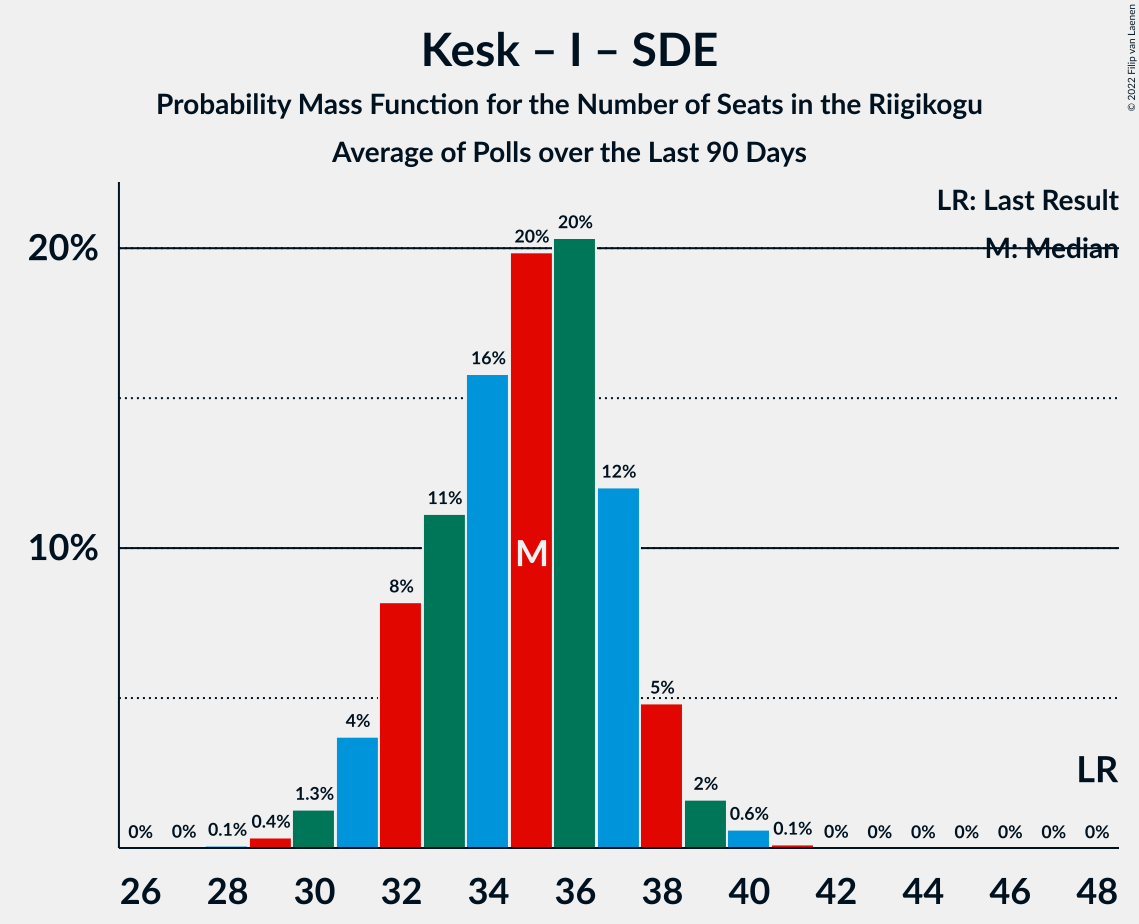 Kesk – I – SDE
Probability Mass Function for the Number of Seats in the Riigikogu
Average of Polls over the Last 90 Days
© 2022 Filip van Laenen
LR: Last Result
M: Median
20%
10%
0% 0% 0.1% 0.4% 1.3% 4% 8% 11% 16% 20% 20% 12% 5% 2% 0.6% 0.1% 0% 0% 0% 0% 0% 0% 0%
M
LR
26 28 30 32 34 36 38 40 42 44 46 48